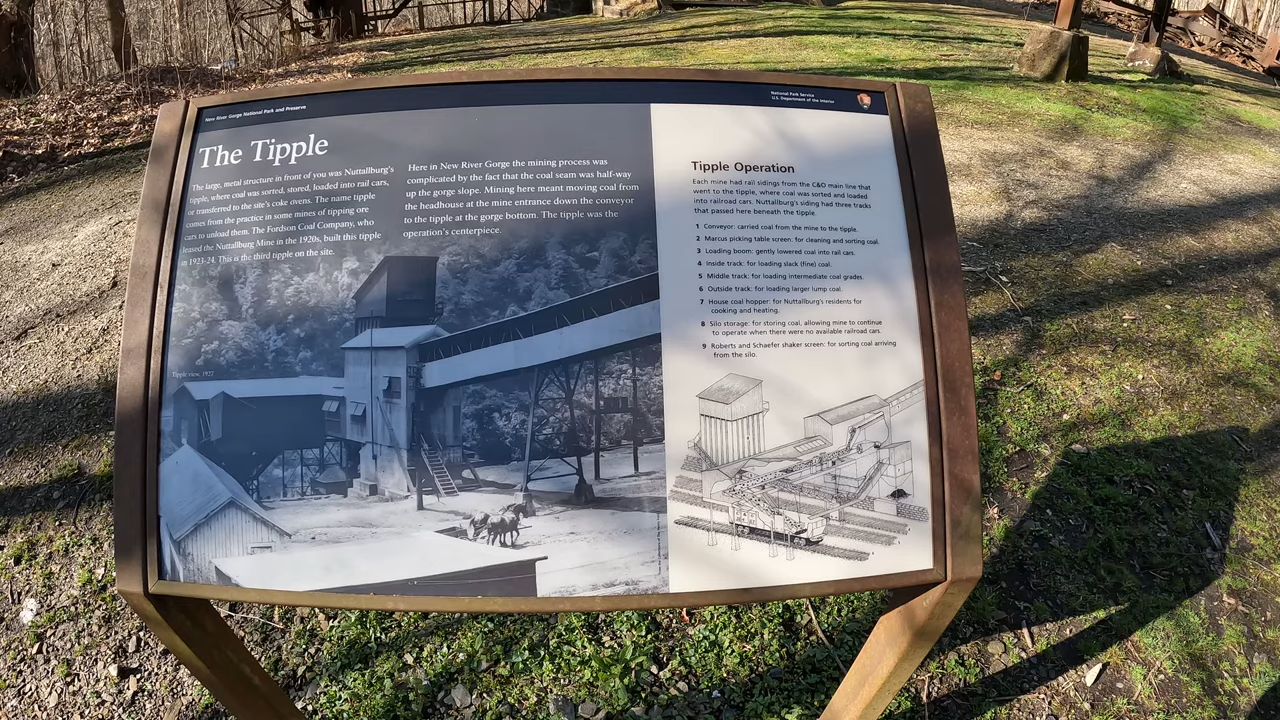 New River Gorge National Park and Preserve
National Park Service
U.S. Department of the Interior
The Tipple
The large, metal structure in front of you was Nuttallburg's
tipple, where coal was sorted, stored, loaded into rail cars,
or transferred to the site's coke ovens. The name tipple
comes from the practice in some mines of tipping ore
cars to unload them. The Fordson Coal Company, who
leased the Nuttallburg Mine in the 1920s, built this tipple
in 1923-24. This is the third tipple on the site.
Here in New River Gorge the mining process was
complicated by the fact that the coal seam was half-way
up the gorge slope. Mining here meant moving coal from
the headhouse at the mine entrance down the conveyor
to the tipple at the gorge bottom. The tipple was the
operation's centerpiece.
Tipple view, 1927
Tipple Operation
Each mine had rail sidings from the C&O main line that
went to the tipple, where coal was sorted and loaded
into railroad cars. Nuttallburg's siding had three tracks
that passed here beneath the tipple.
1 Conveyor: carried coal from the mine to the tipple.
2 Marcus picking table screen: for cleaning and sorting coal.
3 Loading boom: gently lowered coal into rail cars.
4 Inside track: for loading slack (fine) coal.
5 Middle track: for loading intermediate coal grades.
6 Outside track: for loading larger lump coal.
7 House coal hopper: for Nuttallburg's residents for
cooking and heating.
8 Silo storage: for storing coal, allowing mine to continue
to operate when there were no available railroad cars.
9 Roberts and Schaefer shaker screen: for sorting coal arriving
from the silo.